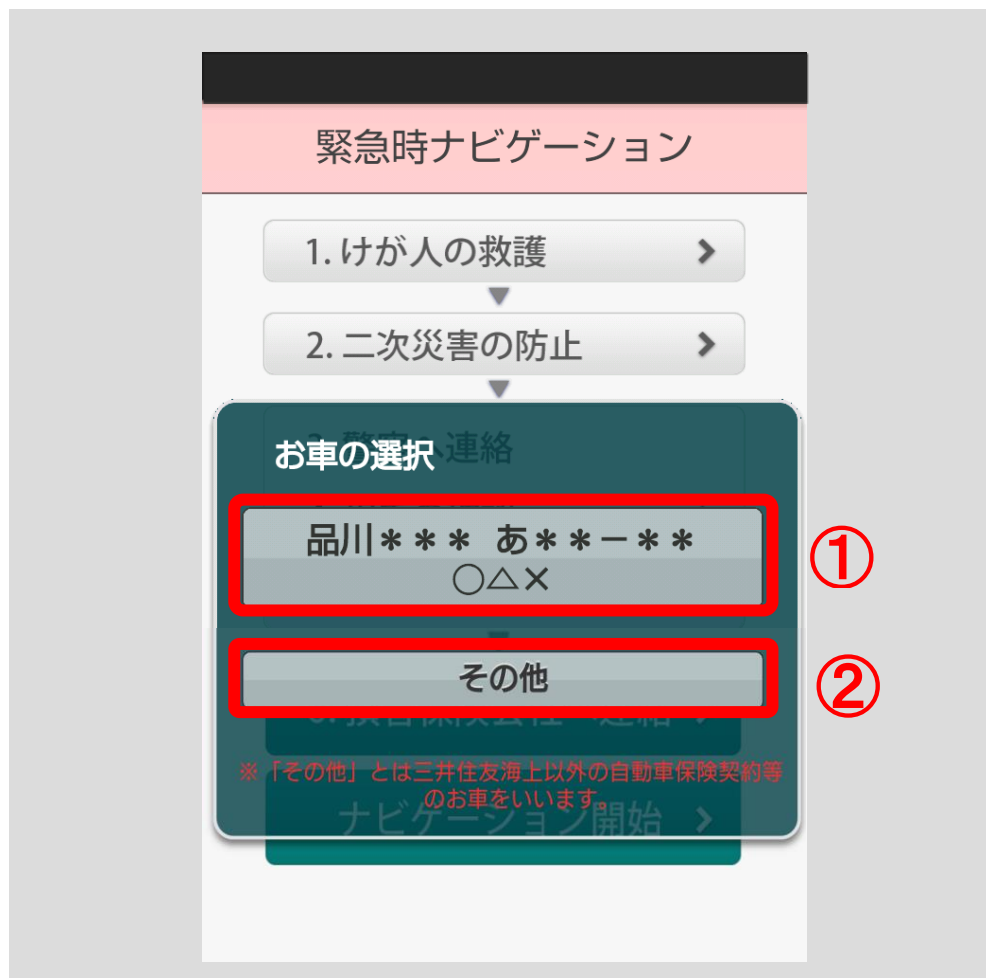 緊急時ナビゲーション
1. けが人の救護
2. 二次災害の防止
お車の選択
品川＊＊＊ あ＊＊－＊＊
○△×
①
その他
②
※「その他」とは三井住友海上以外の自動車保険契約等
のお車をいいます。
ナビゲーション開始